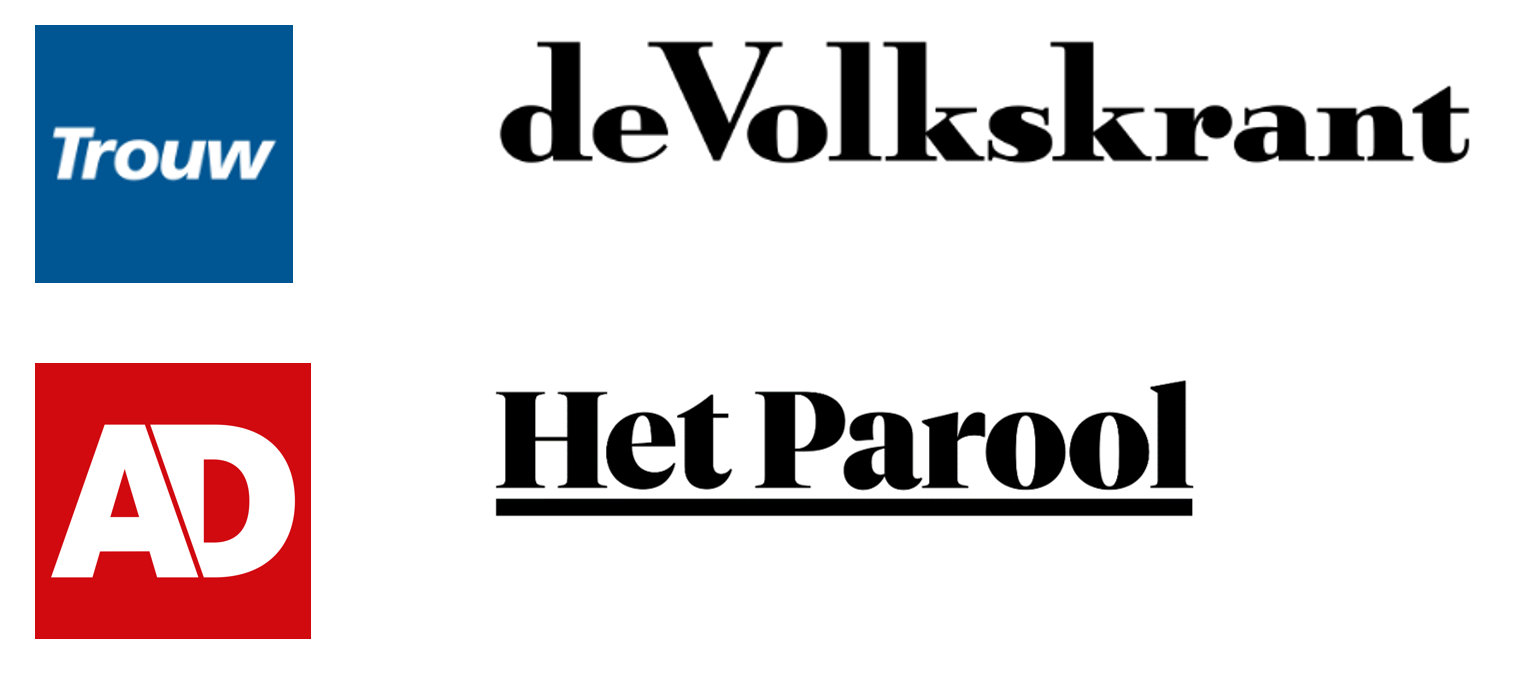 Trouw
deVolkskrant
AD
Het Parool